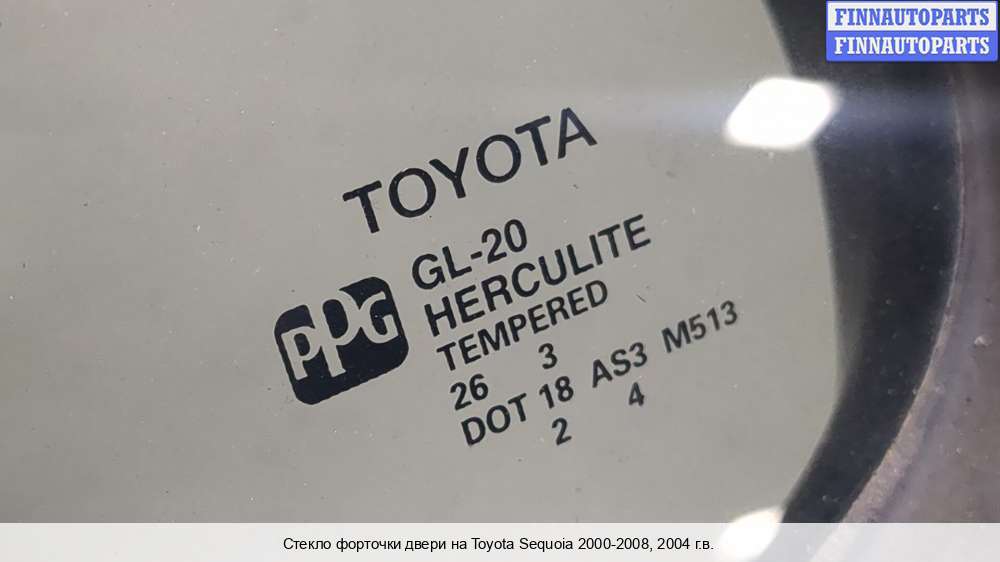 FINNAUTOPARTS
FINNAUTOPARTS
TOYOTA
GL-20
PPG
HERCULITE
TEMPERED
26 3
DOT 18 AS3 M513
2 4
Стекло форточки двери на Toyota Sequoia 2000-2008, 2004 г.в.